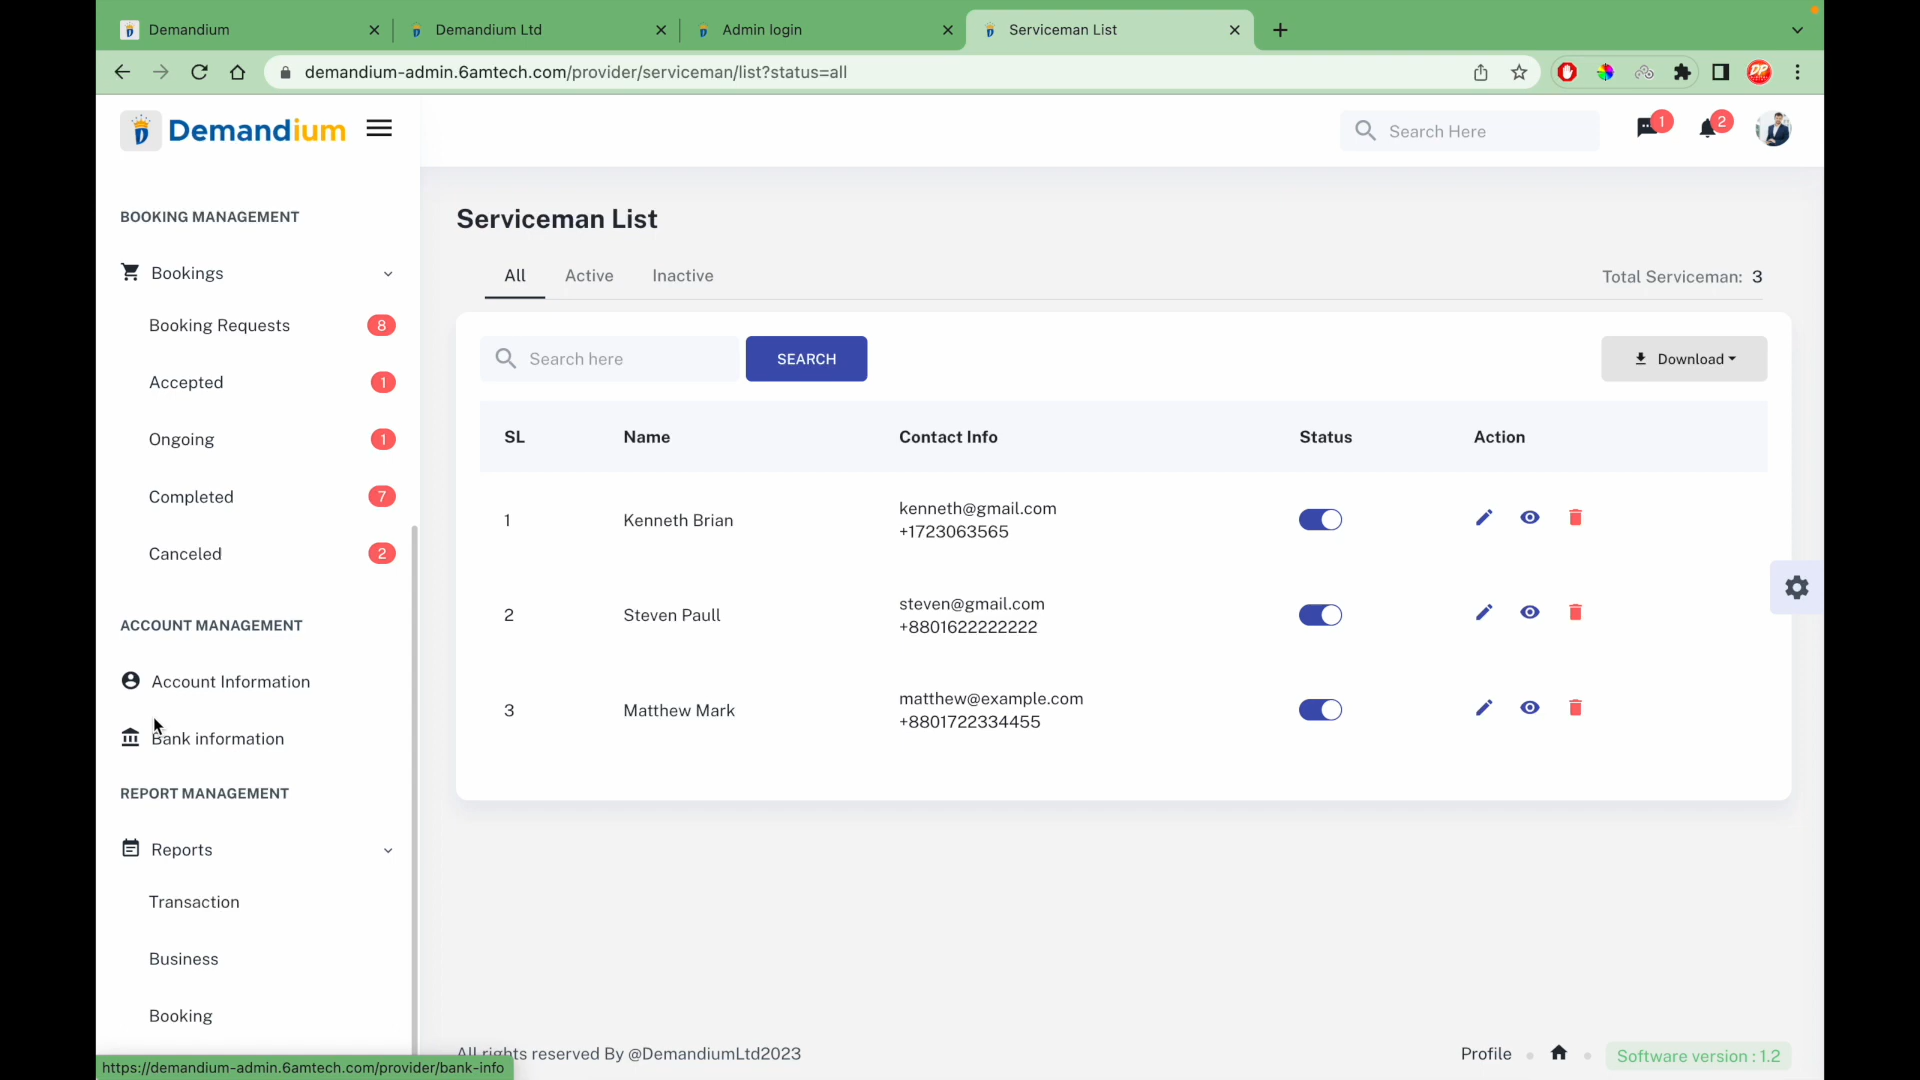 Demandium
Demandium Ltd
Admin login
Serviceman List
demandium-admin.6amtech.com/provider/serviceman/list?status=all
Demandium
Search Here
1
2
BOOKING MANAGEMENT
Bookings
Booking Requests 8
Accepted 1
Ongoing 1
Completed 7
Canceled 2
ACCOUNT MANAGEMENT
Account Information
Bank information
REPORT MANAGEMENT
Reports
Transaction
Business
Booking
Serviceman List
All Active Inactive
Total Serviceman: 3
Search here
SEARCH
Download
SL Name Contact Info Status Action
1 Kenneth Brian kenneth@gmail.com
+1723063565
2 Steven Paull steven@gmail.com
+8801622222222
3 Matthew Mark matthew@example.com
+8801722334455
All rights reserved By @DemandiumLtd2023
Profile
Software version : 1.2
https://demandium-admin.6amtech.com/provider/bank-info